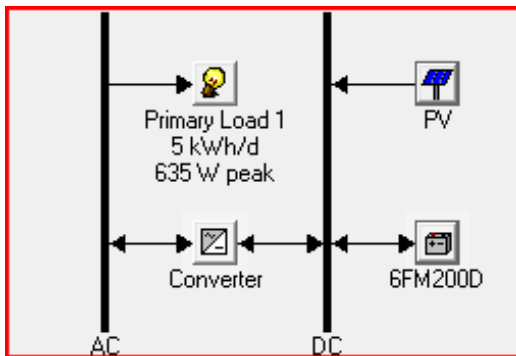 Primary Load 1
5 kWh/d
635 W peak
PV
Converter
6FM200D
AC
DC